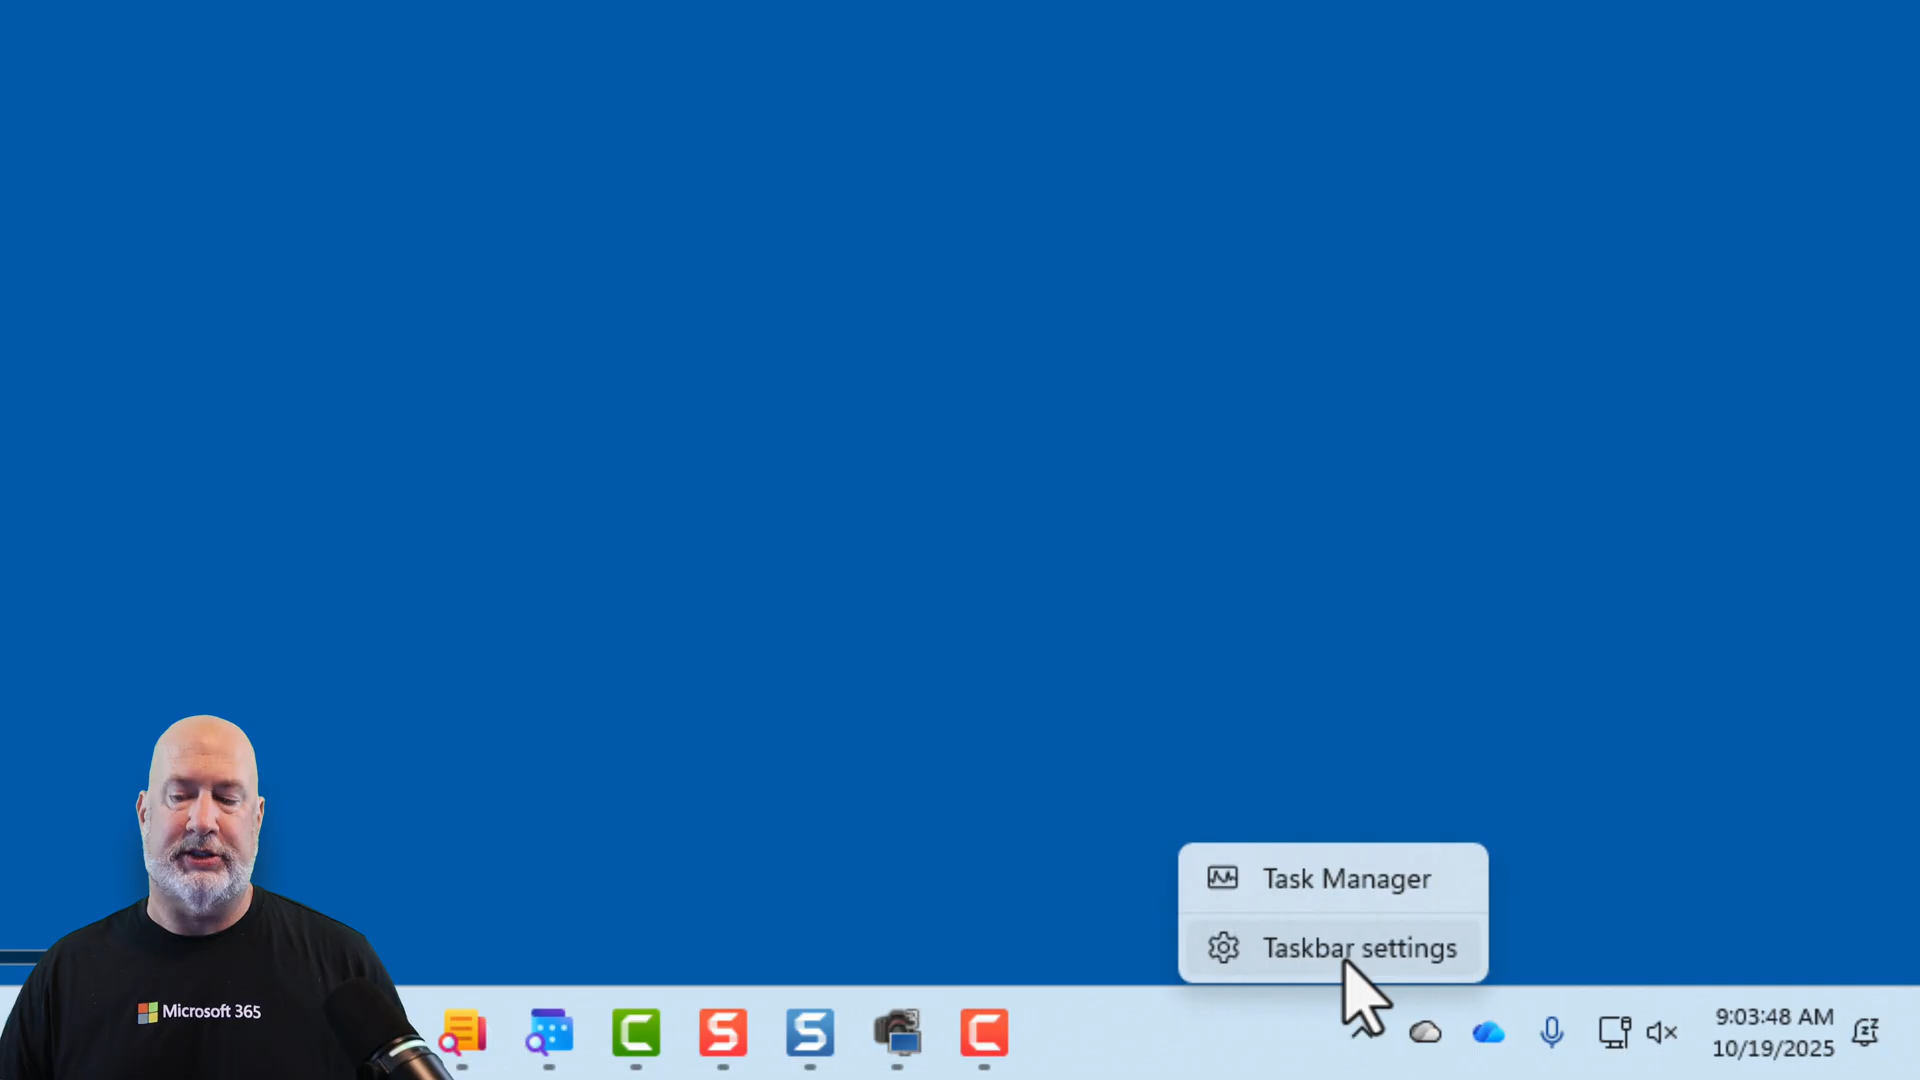 Task Manager
Taskbar settings
Microsoft 365
9:03:48 AM
10/19/2025